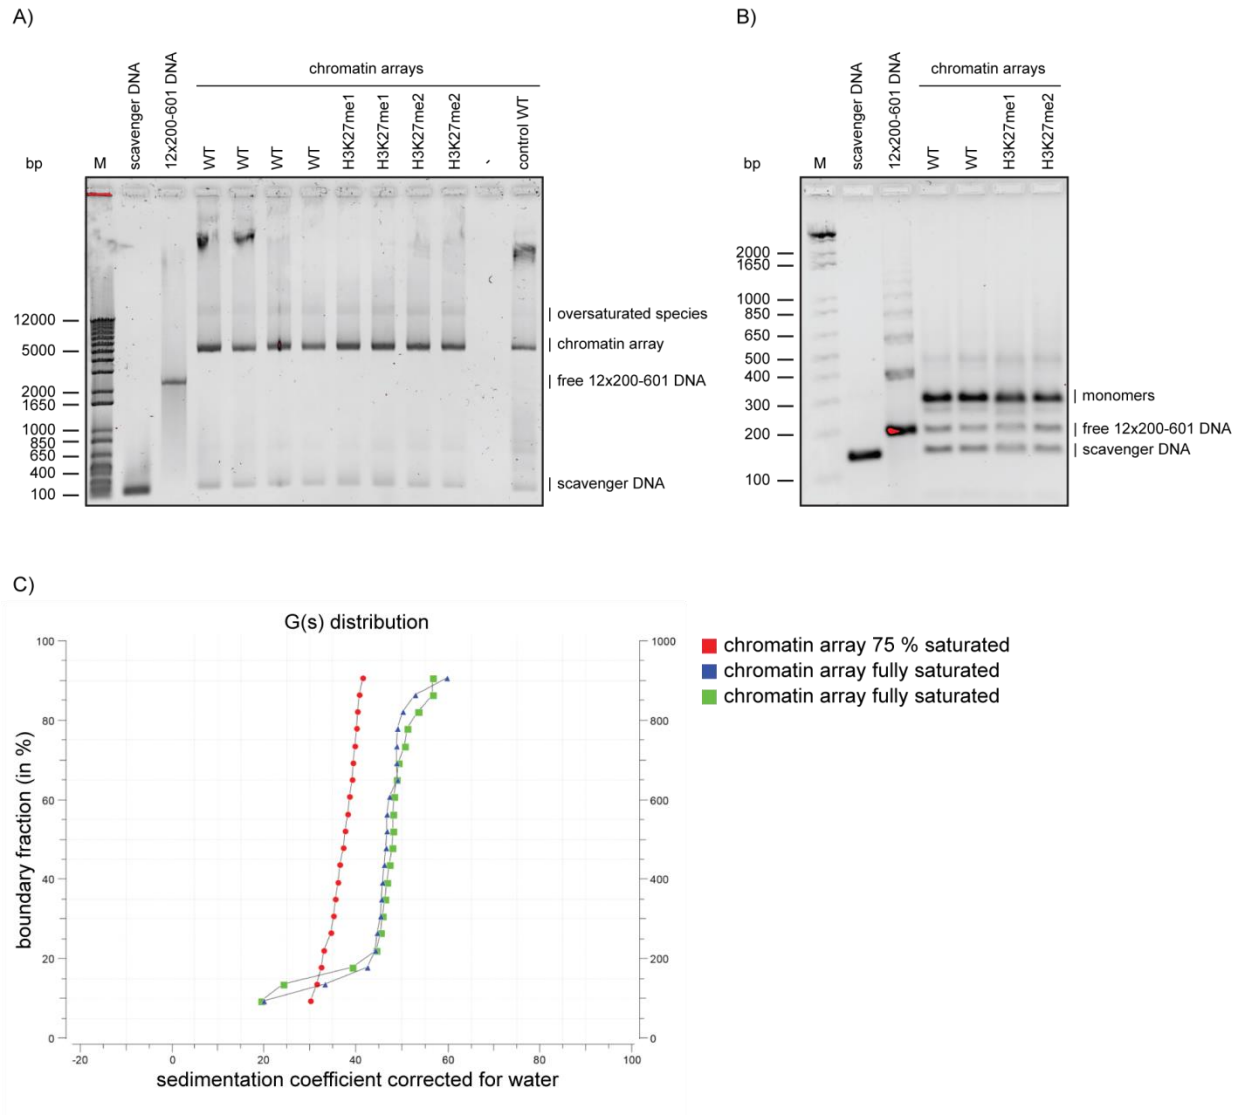 A)
chromatin arrays
bp
M
scavenger DNA
12x200-601 DNA
WT
WT
WT
WT
H3K27me1
H3K27me1
H3K27me2
H3K27me2
control WT
12000
5000
2000
1650
1000
850
650
400
100
oversaturated species
chromatin array
free 12x200-601 DNA
scavenger DNA
B)
chromatin arrays
bp
M
scavenger DNA
12x200-601 DNA
WT
WT
H3K27me1
H3K27me2
2000
1650
1000
850
650
500
400
300
200
100
monomers
free 12x200-601 DNA
scavenger DNA
C)
G(s) distribution
boundary fraction (in %)
100
80
60
40
20
0
1000
800
600
400
200
0
-20 0 20 40 60 80 100
sedimentation coefficient corrected for water
chromatin array 75 % saturated
chromatin array fully saturated
chromatin array fully saturated